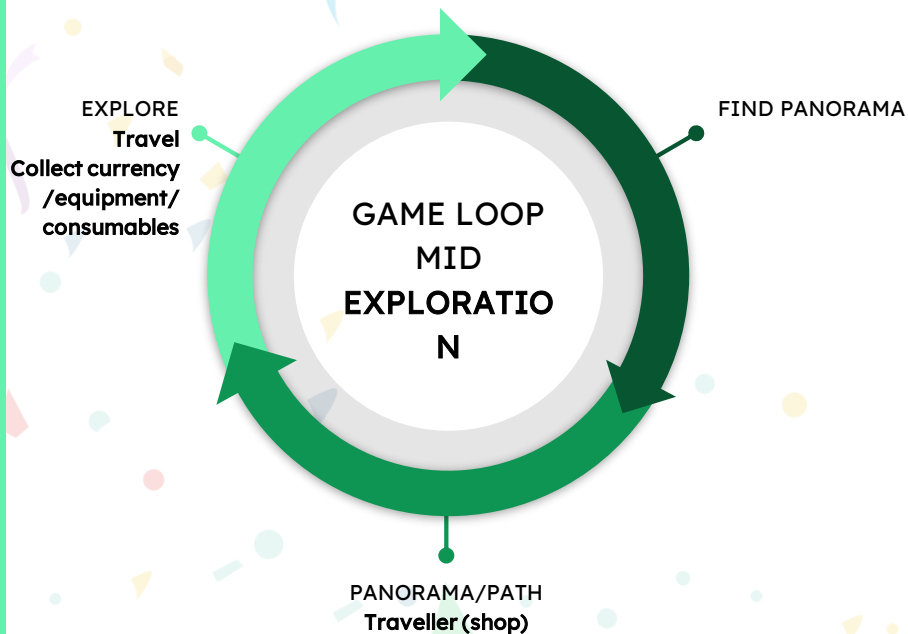 EXPLORE
Travel
Collect currency
/equipment/
consumables
FIND PANORAMA
GAME LOOP
MID
EXPLORATIO
N
PANORAMA/PATH
Traveller (shop)